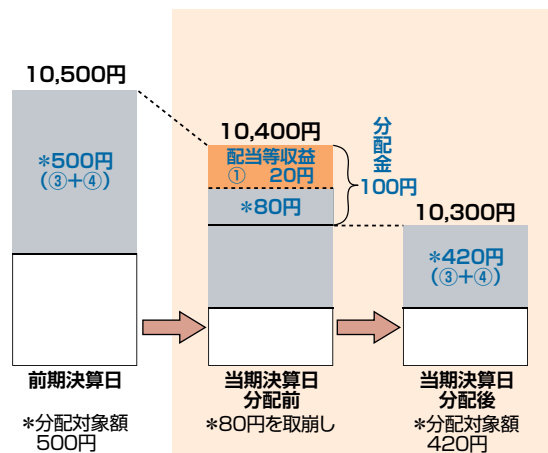 10,500円
*500円
(③+④)
前期決算日
*分配対象額
500円
10,400円
配当等収益
① 20円
*80円
分配金
100円
当期決算日
分配前
*80円を取崩し
10,300円
*420円
(③+④)
当期決算日
分配後
*分配対象額
420円